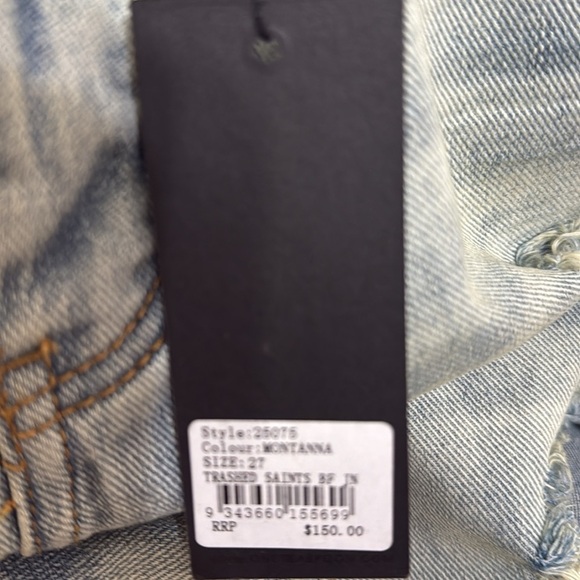 Style:25075
Colour:MONTANNA
SIZE:27
TRASHED SAINTS BF JN
9 343660 155699
RRP $150.00